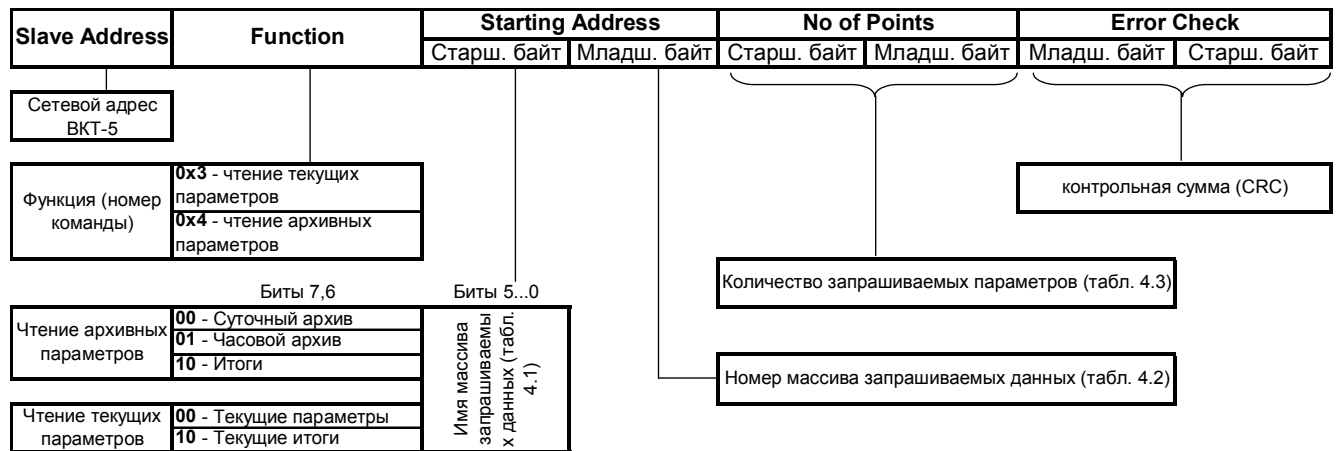 Slave Address Function Starting Address No of Points Error Check
Старш. байт Младш. байт Старш. байт Младш. байт Младш. байт Старш. байт
Сетевой адрес
ВКТ-5
Функция (номер
команды)
0x3 - чтение текущих
параметров
0x4 - чтение архивных
параметров
контрольная сумма (CRC)
Количество запрашиваемых параметров (табл. 4.3)
Биты 7,6 Биты 5...0
Чтение архивных
параметров
00 - Суточный архив
01 - Часовой архив
10 - Итоги
Имя массива
запрашиваемы
х данных (табл.
4.1)
Номер массива запрашиваемых данных (табл. 4.2)
Чтение текущих
параметров
00 - Текущие параметры
10 - Текущие итоги